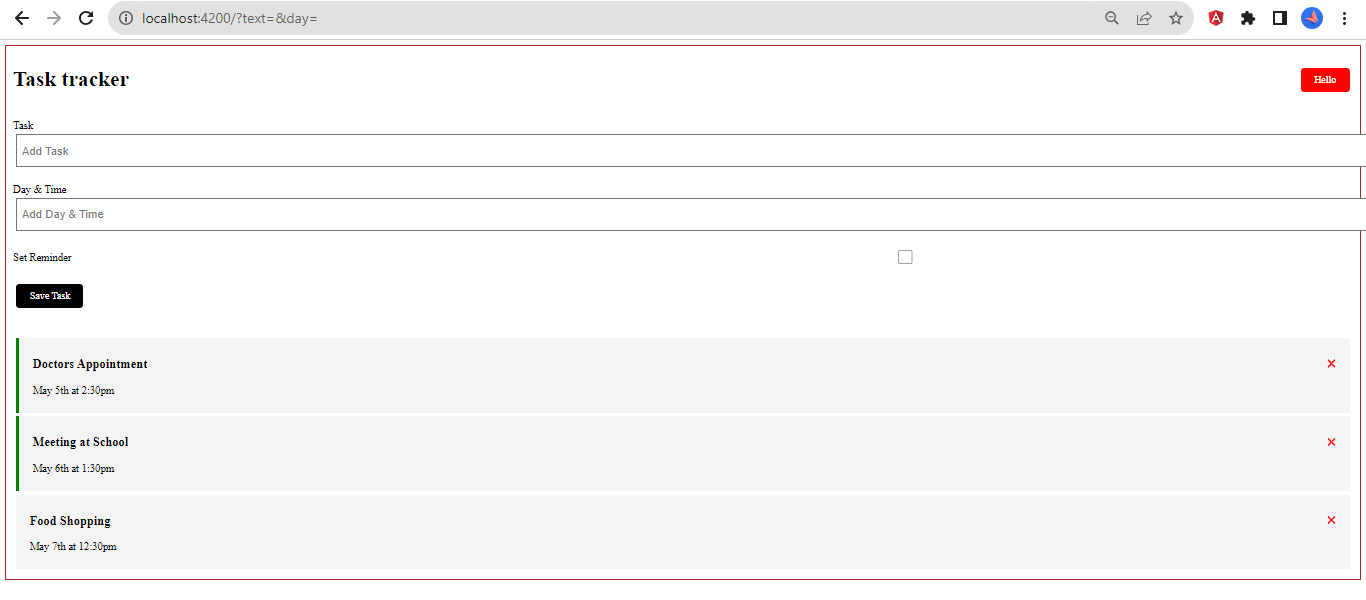 localhost:4200/?text=&day=
Task tracker
Hello
Task
Add Task
Day & Time
Add Day & Time
Set Reminder
Save Task
Doctors Appointment
May 5th at 2:30pm
Meeting at School
May 6th at 1:30pm
Food Shopping
May 7th at 12:30pm